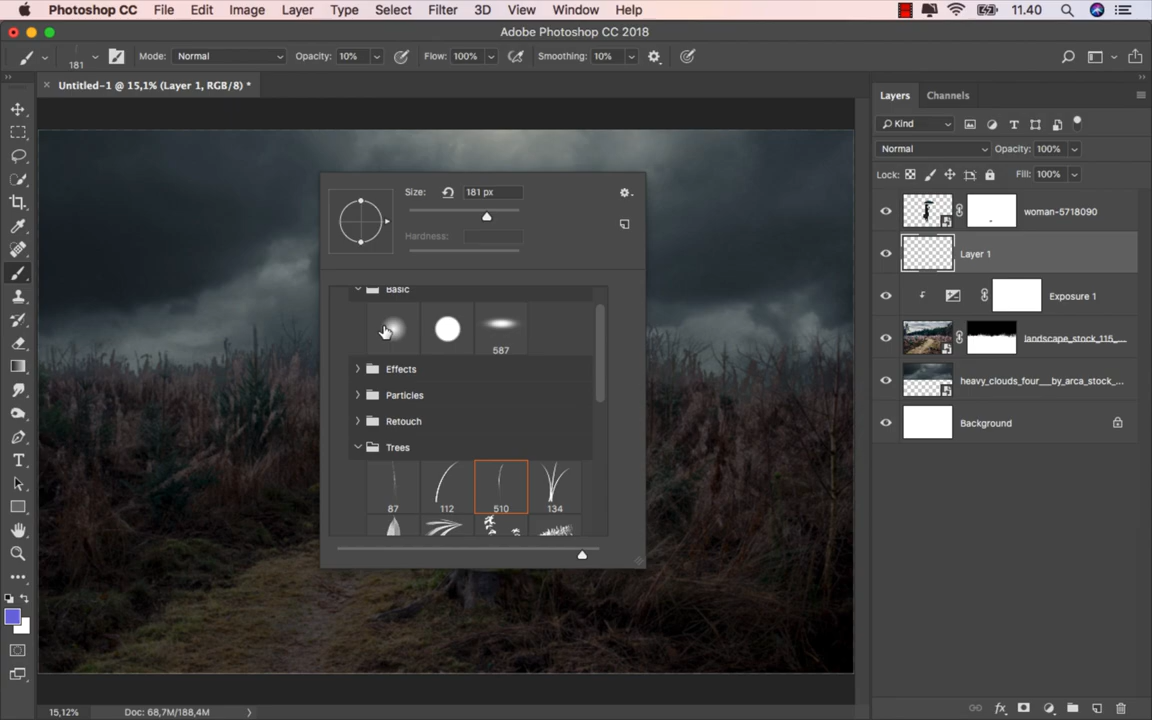 Photoshop CC File Edit Image Layer Type Select Filter 3D View Window Help 11.40
Adobe Photoshop CC 2018
181 Mode: Normal Opacity: 10% Flow: 100% Smoothing: 10%
Untitled-1 @ 15,1% (Layer 1, RGB/8) *
Layers Channels
Kind
Normal Opacity: 100%
Lock: Fill: 100%
woman-5718090
Layer 1
Exposure 1
landscape_stock_115_...
heavy_clouds_four__by_arca_stock_...
Background
Size: 181 px
Hardness:
Basic
587
Effects
Particles
Retouch
Trees
87 112 510 134
15,12% Doc: 68,7M/188,4M